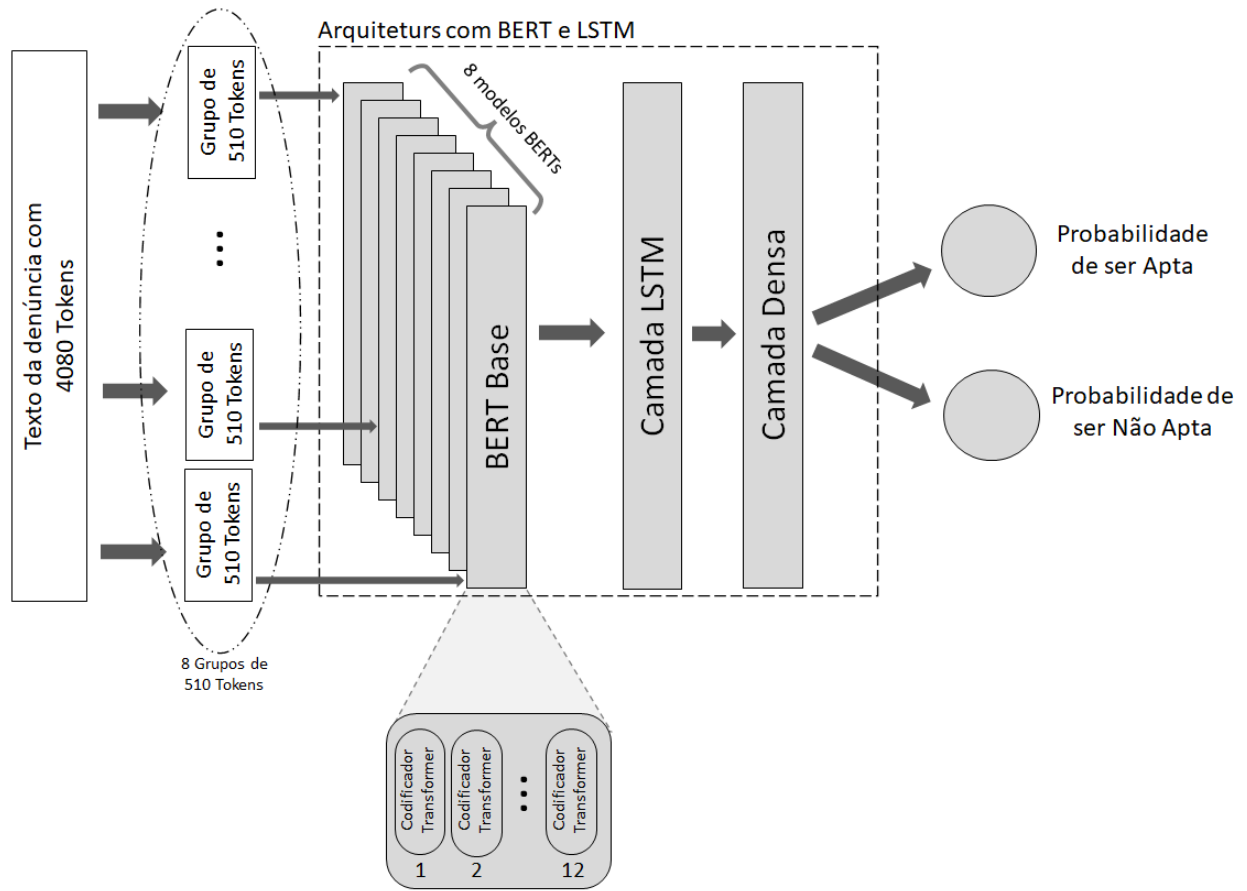 Arquiteturs com BERT e LSTM
Texto da denúncia com
4080 Tokens
Grupo de
510 Tokens
...
Grupo de
510 Tokens
Grupo de
510 Tokens
8 Grupos de
510 Tokens
8 modelos BERTs
BERT Base
Camada LSTM
Camada Densa
Probabilidade
de ser Apta
Probabilidade de
ser Não Apta
Codificador
Transformer
1
Codificador
Transformer
2
...
Codificador
Transformer
12